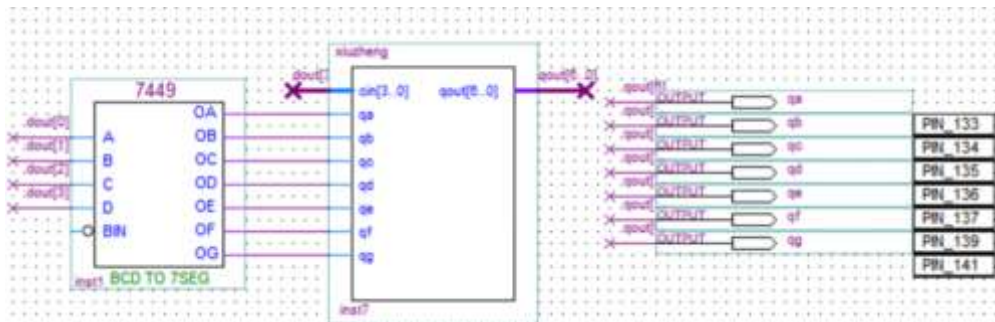 7449
.dout[0]
.dout[1]
.dout[2]
.dout[3]
A
B
C
D
BIN
OA
OB
OC
OD
OE
OF
OG
BCD TO 7SEG
inst1
xiuzheng
qin[3..0]
qa
qb
qc
qd
qe
qf
qg
qout[6..0]
inst7
qout[6..0]
OUTPUT
qa
OUTPUT
qb
OUTPUT
qc
OUTPUT
qd
OUTPUT
qe
OUTPUT
qf
OUTPUT
qg
PIN_133
PIN_134
PIN_135
PIN_136
PIN_137
PIN_139
PIN_141